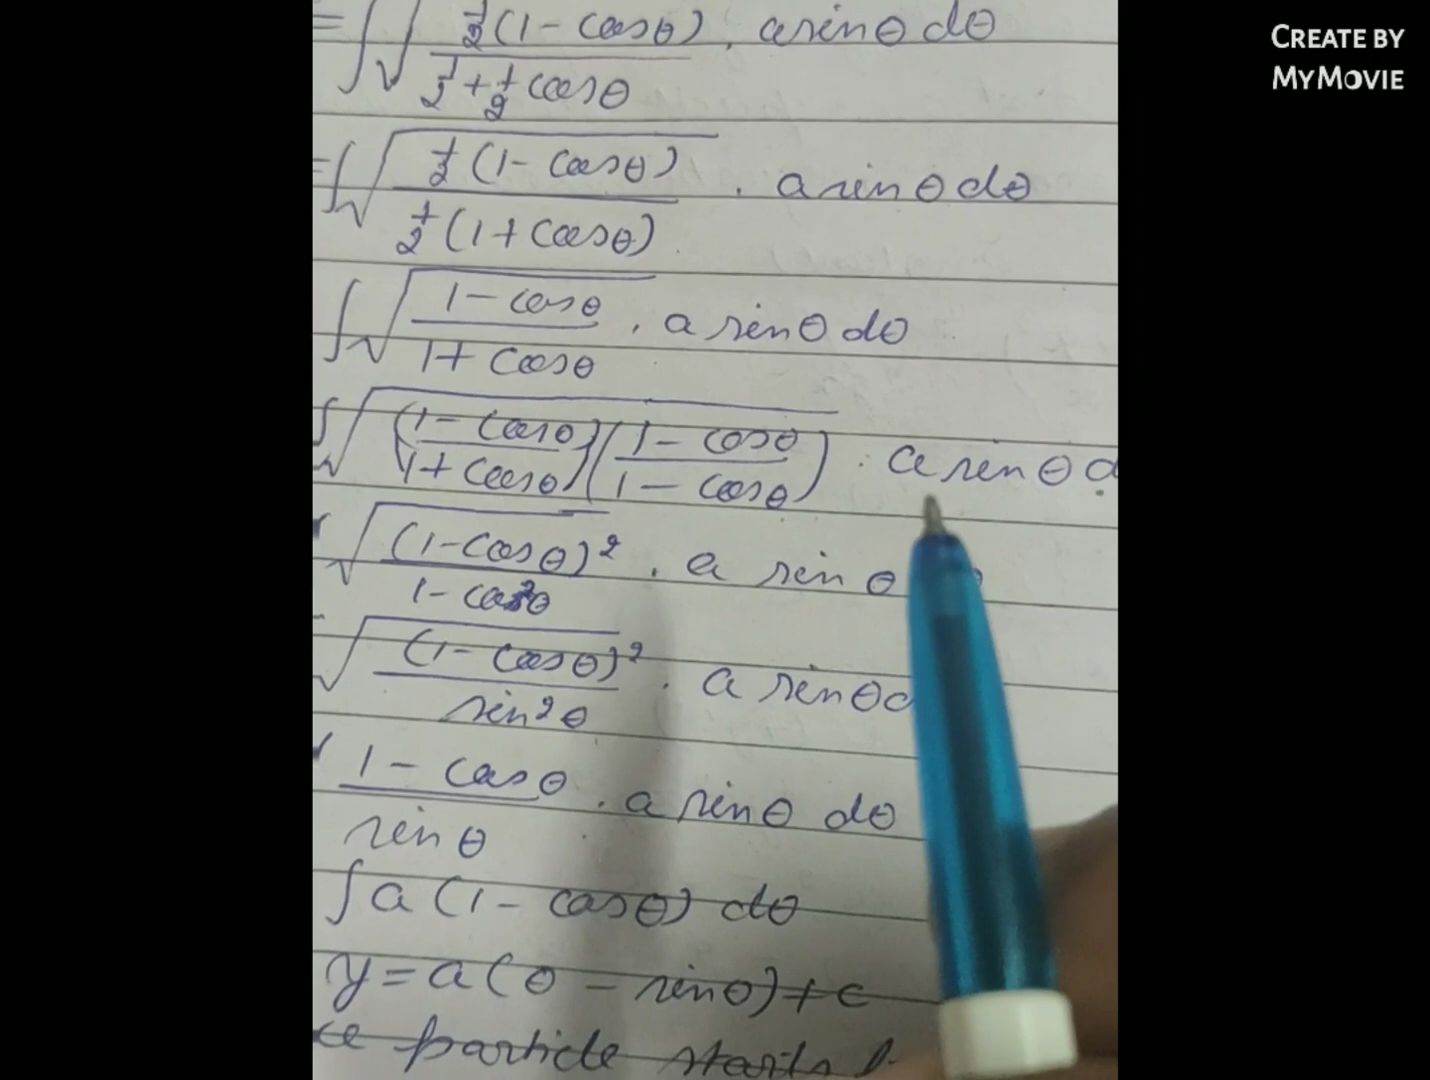 CREATE BY
MYMOVIE
= ∫√(½(1 - cosθ) / ½ + ½ cosθ) . a sinθ dθ
= ∫√(½(1 - cosθ) / ½(1 + cosθ)) . a sinθ dθ
∫√(1 - cosθ / 1 + cosθ) . a sinθ dθ
∫√((1 - cosθ / 1 + cosθ)(1 - cosθ / 1 - cosθ)) . a sinθ d
√((1 - cosθ)² / 1 - cos²θ) . a sin θ
√((1 - cosθ)² / sin²θ) . a sinθ d
1 - cosθ / sinθ . a sinθ dθ
∫ a (1 - cosθ) dθ
y = a (θ - sinθ) + c
particle starts